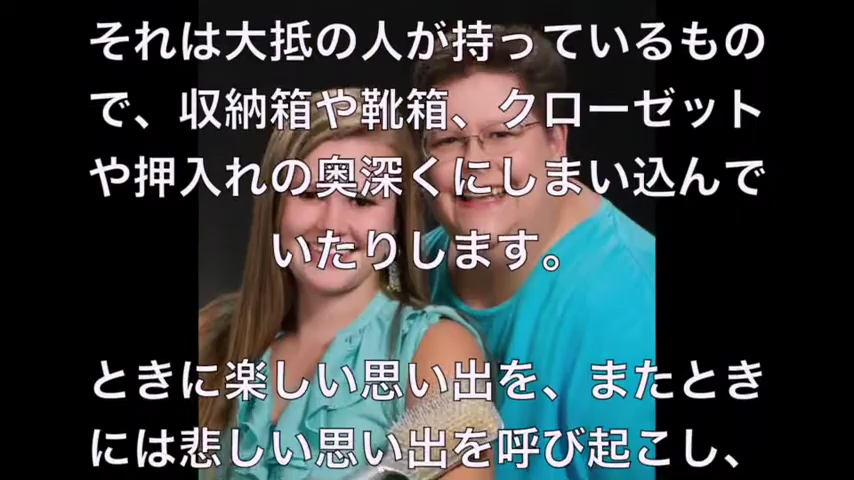 それは大抵の人が持っているもの
で、収納箱や靴箱、クローゼット
や押入れの奥深くにしまい込んで
いたりします。
ときに楽しい思い出を、またとき
には悲しい思い出を呼び起こし、